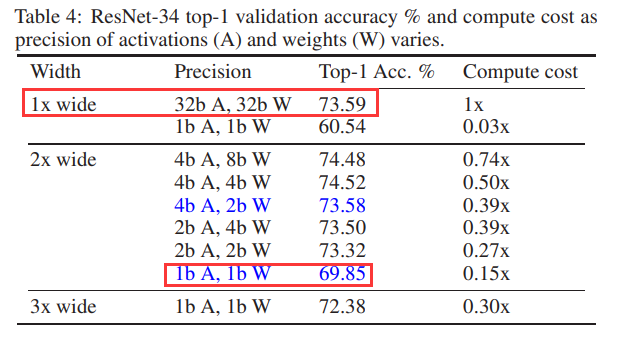 Table 4: ResNet-34 top-1 validation accuracy % and compute cost as
precision of activations (A) and weights (W) varies.
Width Precision Top-1 Acc. % Compute cost
1x wide 32b A, 32b W 73.59 1x
1b A, 1b W 60.54 0.03x
2x wide 4b A, 8b W 74.48 0.74x
4b A, 4b W 74.52 0.50x
4b A, 2b W 73.58 0.39x
2b A, 4b W 73.50 0.39x
2b A, 2b W 73.32 0.27x
1b A, 1b W 69.85 0.15x
3x wide 1b A, 1b W 72.38 0.30x